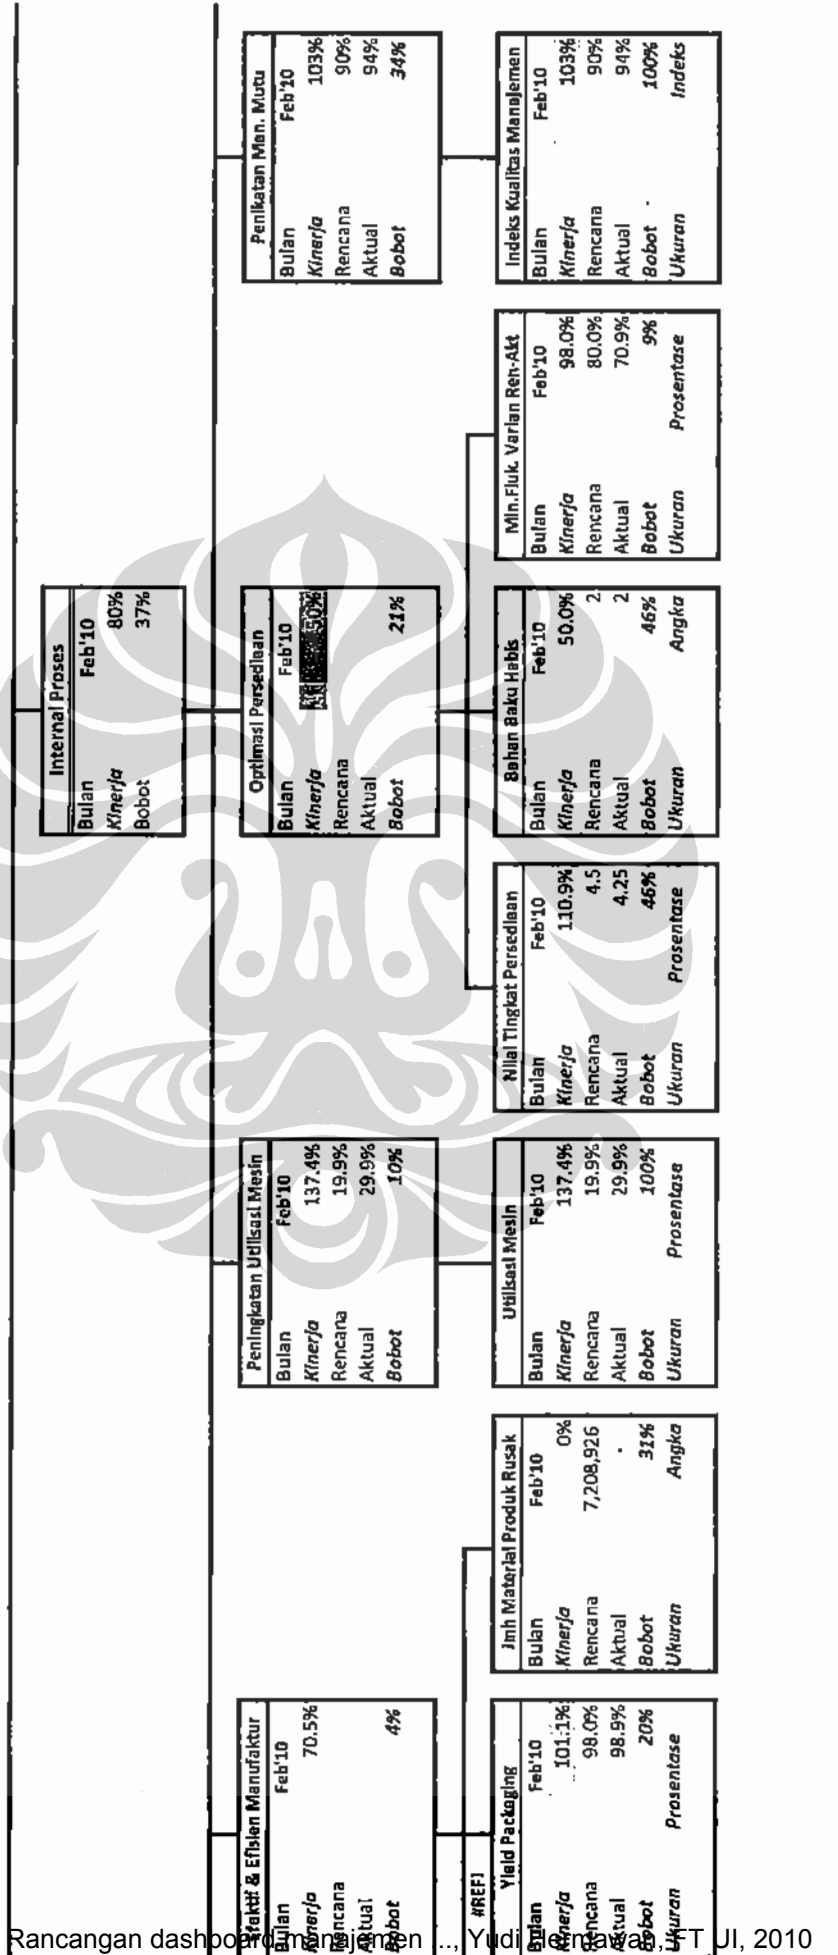 Internal Proses
Bulan Feb'10
Kinerja 80%
Bobot 37%
Efektif & Efisien Manufaktur
Bulan Feb'10
Kinerja 70.5%
Rencana
Aktual
Bobot 4%
Peningkatan Utilisasi Mesin
Bulan Feb'10
Kinerja 137.4%
Rencana 19.9%
Aktual 29.9%
Bobot 10%
Optimasi Persediaan
Bulan Feb'10
Kinerja
Rencana
Aktual
Bobot 21%
Penikatan Man. Mutu
Bulan Feb'10
Kinerja 103%
Rencana 90%
Aktual 94%
Bobot 34%
#REF!
Yield Packaging
Bulan Feb'10
Kinerja 101.1%
Rencana 98.0%
Aktual 98.9%
Bobot 20%
Ukuran Prosentase
Jmh Material Produk Rusak
Bulan Feb'10
Kinerja 0%
Rencana 7,208,926
Aktual -
Bobot 31%
Ukuran Angka
Utilisasi Mesin
Bulan Feb'10
Kinerja 137.4%
Rencana 19.9%
Aktual 29.9%
Bobot 100%
Ukuran Prosentase
Nilai Tingkat Persediaan
Bulan Feb'10
Kinerja 110.9%
Rencana 4.5
Aktual 4.25
Bobot 46%
Ukuran Prosentase
Bahan Baku Habis
Bulan Feb'10
Kinerja 50.0%
Rencana 2
Aktual 2
Bobot 46%
Ukuran Angka
Min.Fluk. Varian Ren-Akt
Bulan Feb'10
Kinerja 98.0%
Rencana 80.0%
Aktual 70.9%
Bobot 9%
Ukuran Prosentase
Indeks Kualitas Manajemen
Bulan Feb'10
Kinerja 103%
Rencana 90%
Aktual 94%
Bobot 100%
Ukuran Indeks
Rancangan dashboard manajemen ..., Yudi Hermawan, FT UI, 2010